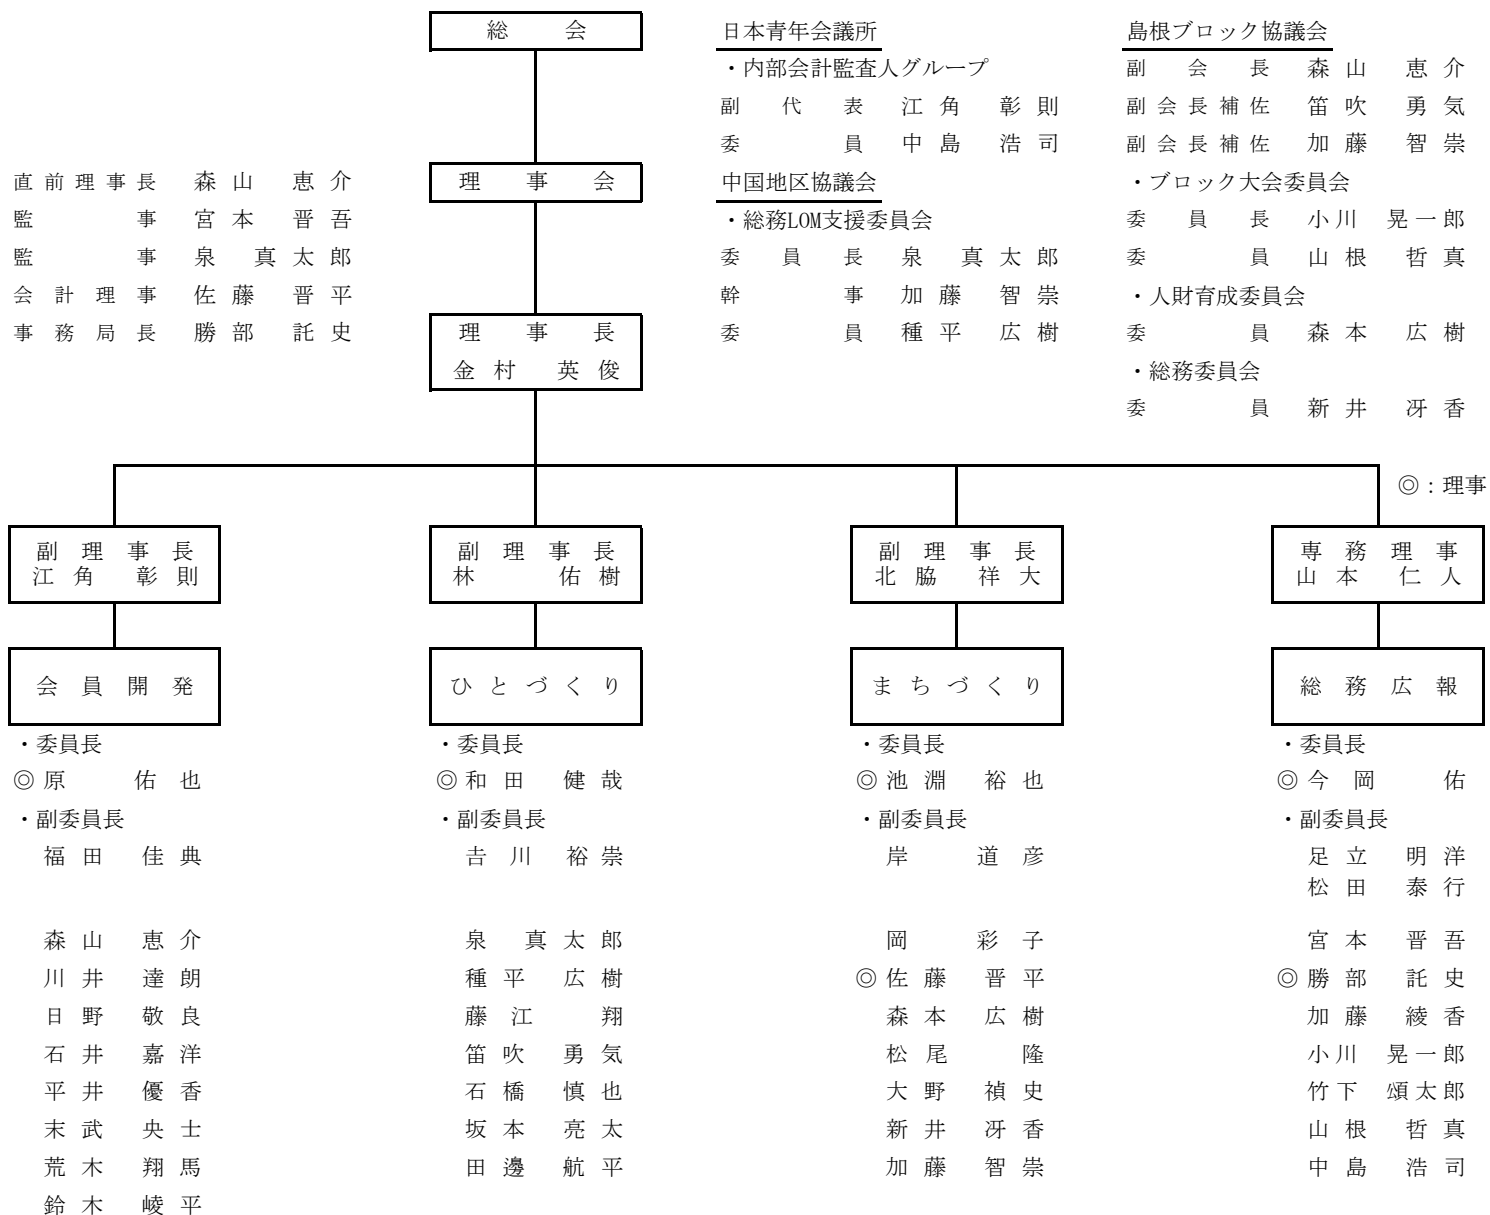 総会
理事会
理事長
金村 英俊
直前理事長 森山 恵介
監事 宮本 晋吾
監事 泉 真太郎
会計理事 佐藤 晋平
事務局長 勝部 託史
日本青年会議所
・内部会計監査人グループ
副代表 江角 彰則
委員 中島 浩司
中国地区協議会
・総務LOM支援委員会
委員長 泉 真太郎
幹事 加藤 智崇
委員 種平 広樹
島根ブロック協議会
副会長 森山 恵介
副会長補佐 笛吹 勇気
副会長補佐 加藤 智崇
・ブロック大会委員会
委員長 小川 晃一郎
委員 山根 哲真
・人財育成委員会
委員 森本 広樹
・総務委員会
委員 新井 冴香
◎：理事
副理事長
江角 彰則
会員開発
・委員長
◎原 佑也
・副委員長
福田 佳典
森山 恵介
川井 達朗
日野 敬良
石井 嘉洋
平井 優香
末武 央士
荒木 翔馬
鈴木 崚平
副理事長
林 佑樹
ひとづくり
・委員長
◎和田 健哉
・副委員長
𠮷川 裕崇
泉 真太郎
種平 広樹
藤江 翔
笛吹 勇気
石橋 慎也
坂本 亮太
田邊 航平
副理事長
北脇 祥大
まちづくり
・委員長
◎池淵 裕也
・副委員長
岸 道彦
岡 彩子
◎佐藤 晋平
森本 広樹
松尾 隆
大野 禎史
新井 冴香
加藤 智崇
専務理事
山本 仁人
総務広報
・委員長
◎今岡 佑
・副委員長
足立 明洋
松田 泰行
宮本 晋吾
◎勝部 託史
加藤 綾香
小川 晃一郎
竹下 頌太郎
山根 哲真
中島 浩司